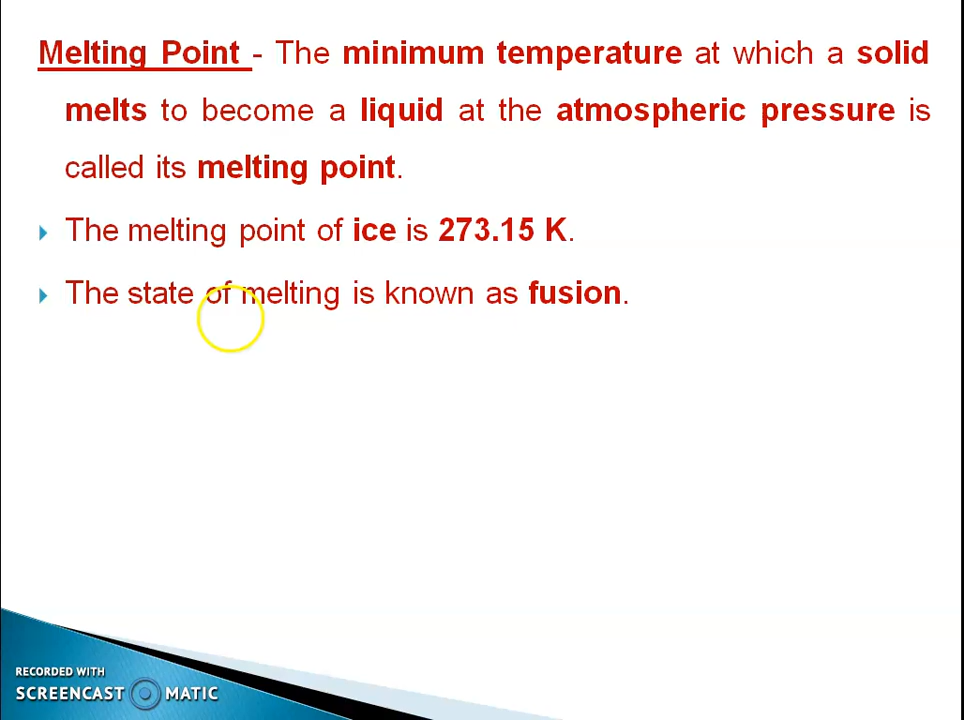 Melting Point - The minimum temperature at which a solid
melts to become a liquid at the atmospheric pressure is
called its melting point.
The melting point of ice is 273.15 K.
The state of melting is known as fusion.
RECORDED WITH
SCREENCAST MATIC